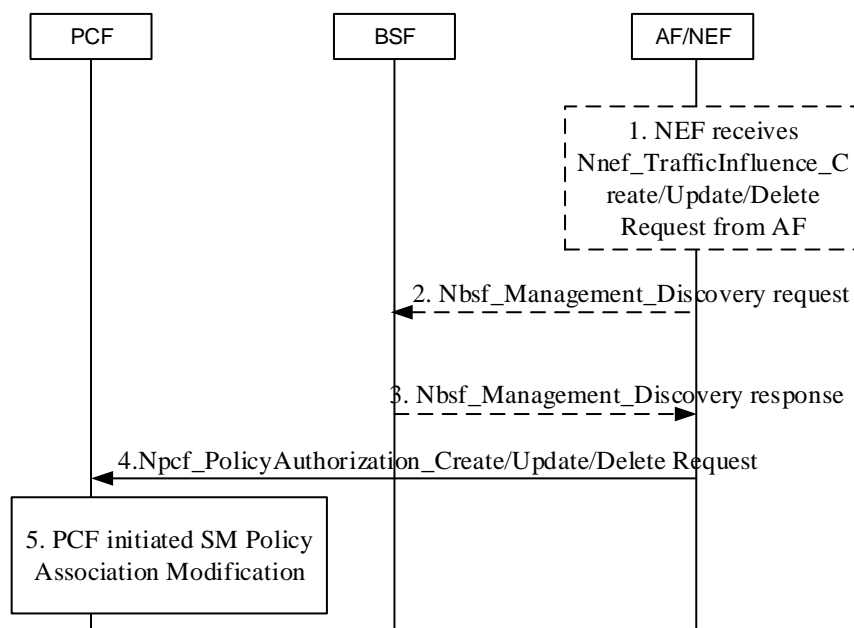 PCF
BSF
AF/NEF
1. NEF receives
Nnef_TrafficInfluence_C
reate/Update/Delete
Request from AF
2. Nbsf_Management_Discovery request
3. Nbsf_Management_Discovery response
4.Npcf_PolicyAuthorization_Create/Update/Delete Request
5. PCF initiated SM Policy
Association Modification